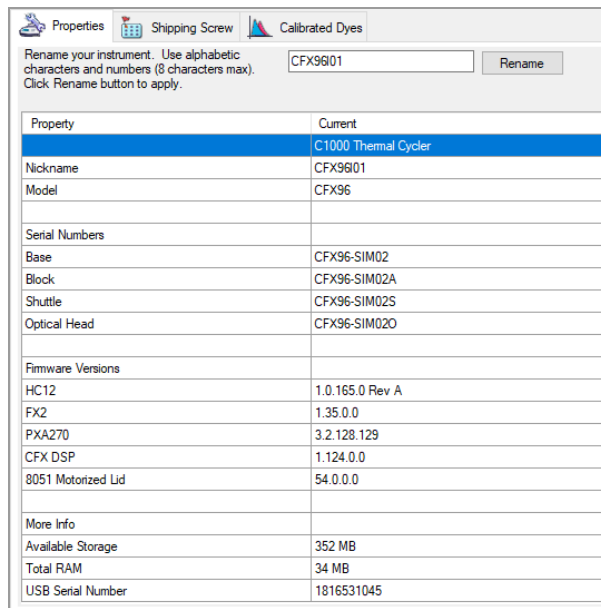 Properties Shipping Screw Calibrated Dyes
Rename your instrument. Use alphabetic
characters and numbers (8 characters max).
Click Rename button to apply.
CFX96I01
Rename
Property Current
C1000 Thermal Cycler
Nickname CFX96I01
Model CFX96
Serial Numbers
Base CFX96-SIM02
Block CFX96-SIM02A
Shuttle CFX96-SIM02S
Optical Head CFX96-SIM02O
Firmware Versions
HC12 1.0.165.0 Rev A
FX2 1.35.0.0
PXA270 3.2.128.129
CFX DSP 1.124.0.0
8051 Motorized Lid 54.0.0.0
More Info
Available Storage 352 MB
Total RAM 34 MB
USB Serial Number 1816531045